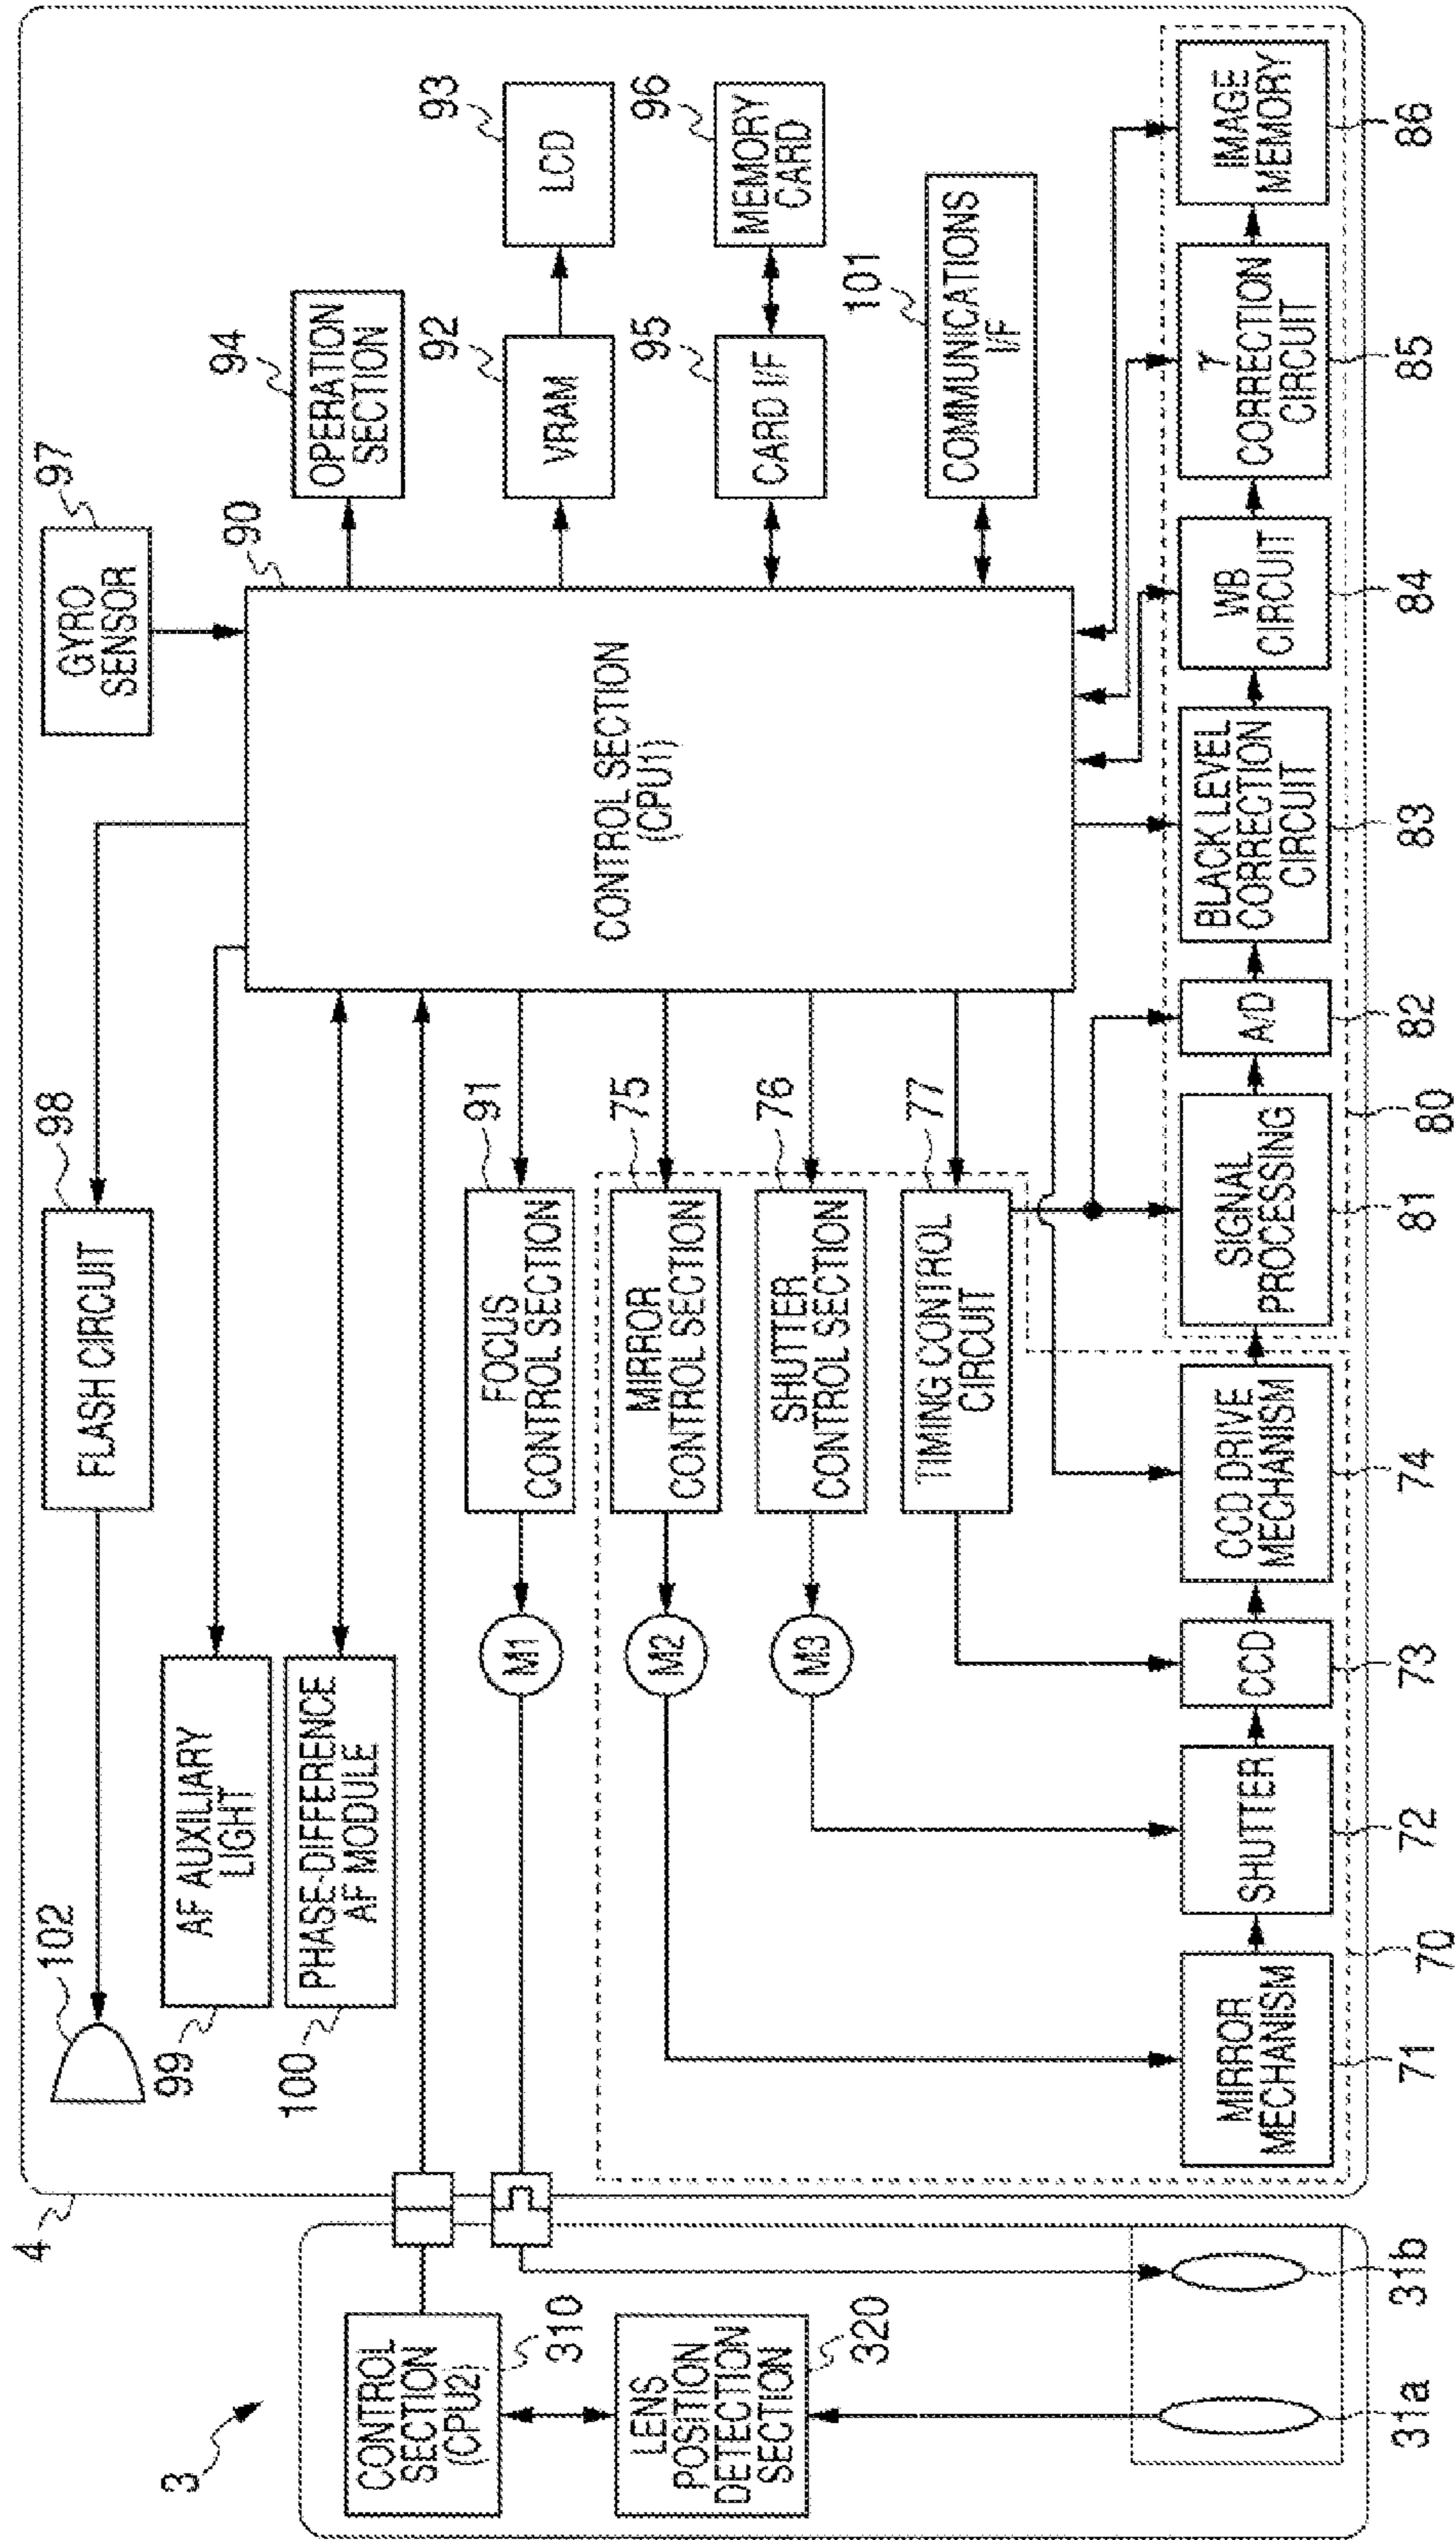 3
4
CONTROL
SECTION
(CPU2)
310
LENS
POSITION
DETECTION
SECTION
320
31a
31b
102
FLASH CIRCUIT
98
AF AUXILIARY
LIGHT
99
PHASE-DIFFERENCE
AF MODULE
100
GYRO
SENSOR
97
CONTROL SECTION
(CPU1)
90
OPERATION
SECTION
94
VRAM
92
LCD
93
CARD I/F
95
MEMORY
CARD
96
COMMUNICATIONS
I/F
101
M1
FOCUS
CONTROL SECTION
91
M2
MIRROR
CONTROL SECTION
75
M3
SHUTTER
CONTROL SECTION
76
TIMING CONTROL
CIRCUIT
77
MIRROR
MECHANISM
71
70
SHUTTER
72
CCD
73
CCD DRIVE
MECHANISM
74
SIGNAL
PROCESSING
81
80
A/D
82
BLACK LEVEL
CORRECTION
CIRCUIT
83
WB
CIRCUIT
84
γ
CORRECTION
CIRCUIT
85
IMAGE
MEMORY
86